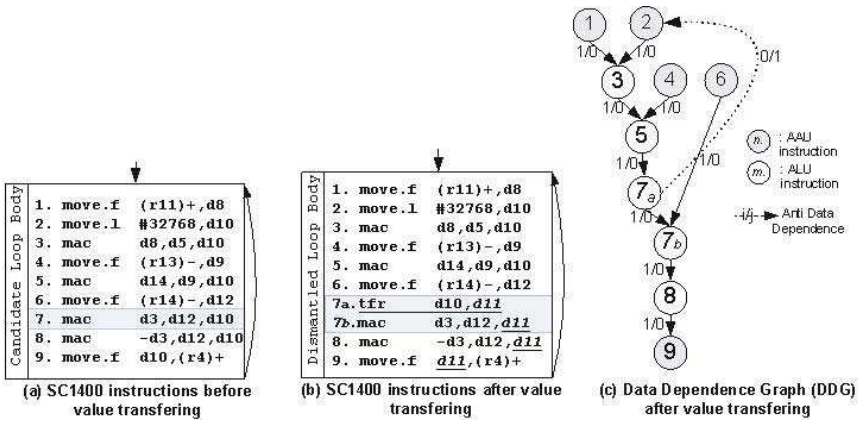 Candidate Loop Body
1. move.f (r11)+,d8
2. move.l #32768,d10
3. mac d8,d5,d10
4. move.f (r13)-,d9
5. mac d14,d9,d10
6. move.f (r14)-,d12
7. mac d3,d12,d10
8. mac -d3,d12,d10
9. move.f d10,(r4)+
(a) SC1400 instructions before
value transfering
Dismantled Loop Body
1. move.f (r11)+,d8
2. move.l #32768,d10
3. mac d8,d5,d10
4. move.f (r13)-,d9
5. mac d14,d9,d10
6. move.f (r14)-,d12
7a.tfr d10,d11
7b.mac d3,d12,d11
8. mac -d3,d12,d11
9. move.f d11,(r4)+
(b) SC1400 instructions after value
transfering
1
2
1/0
1/0
0/1
3
4
6
1/0
1/0
5
1/0
1/0
7a
1/0
7b
1/0
8
1/0
9
n. : AAU
instruction
m. : ALU
instruction
i/j Anti Data
Dependence
(c) Data Dependence Graph (DDG)
after value transfering